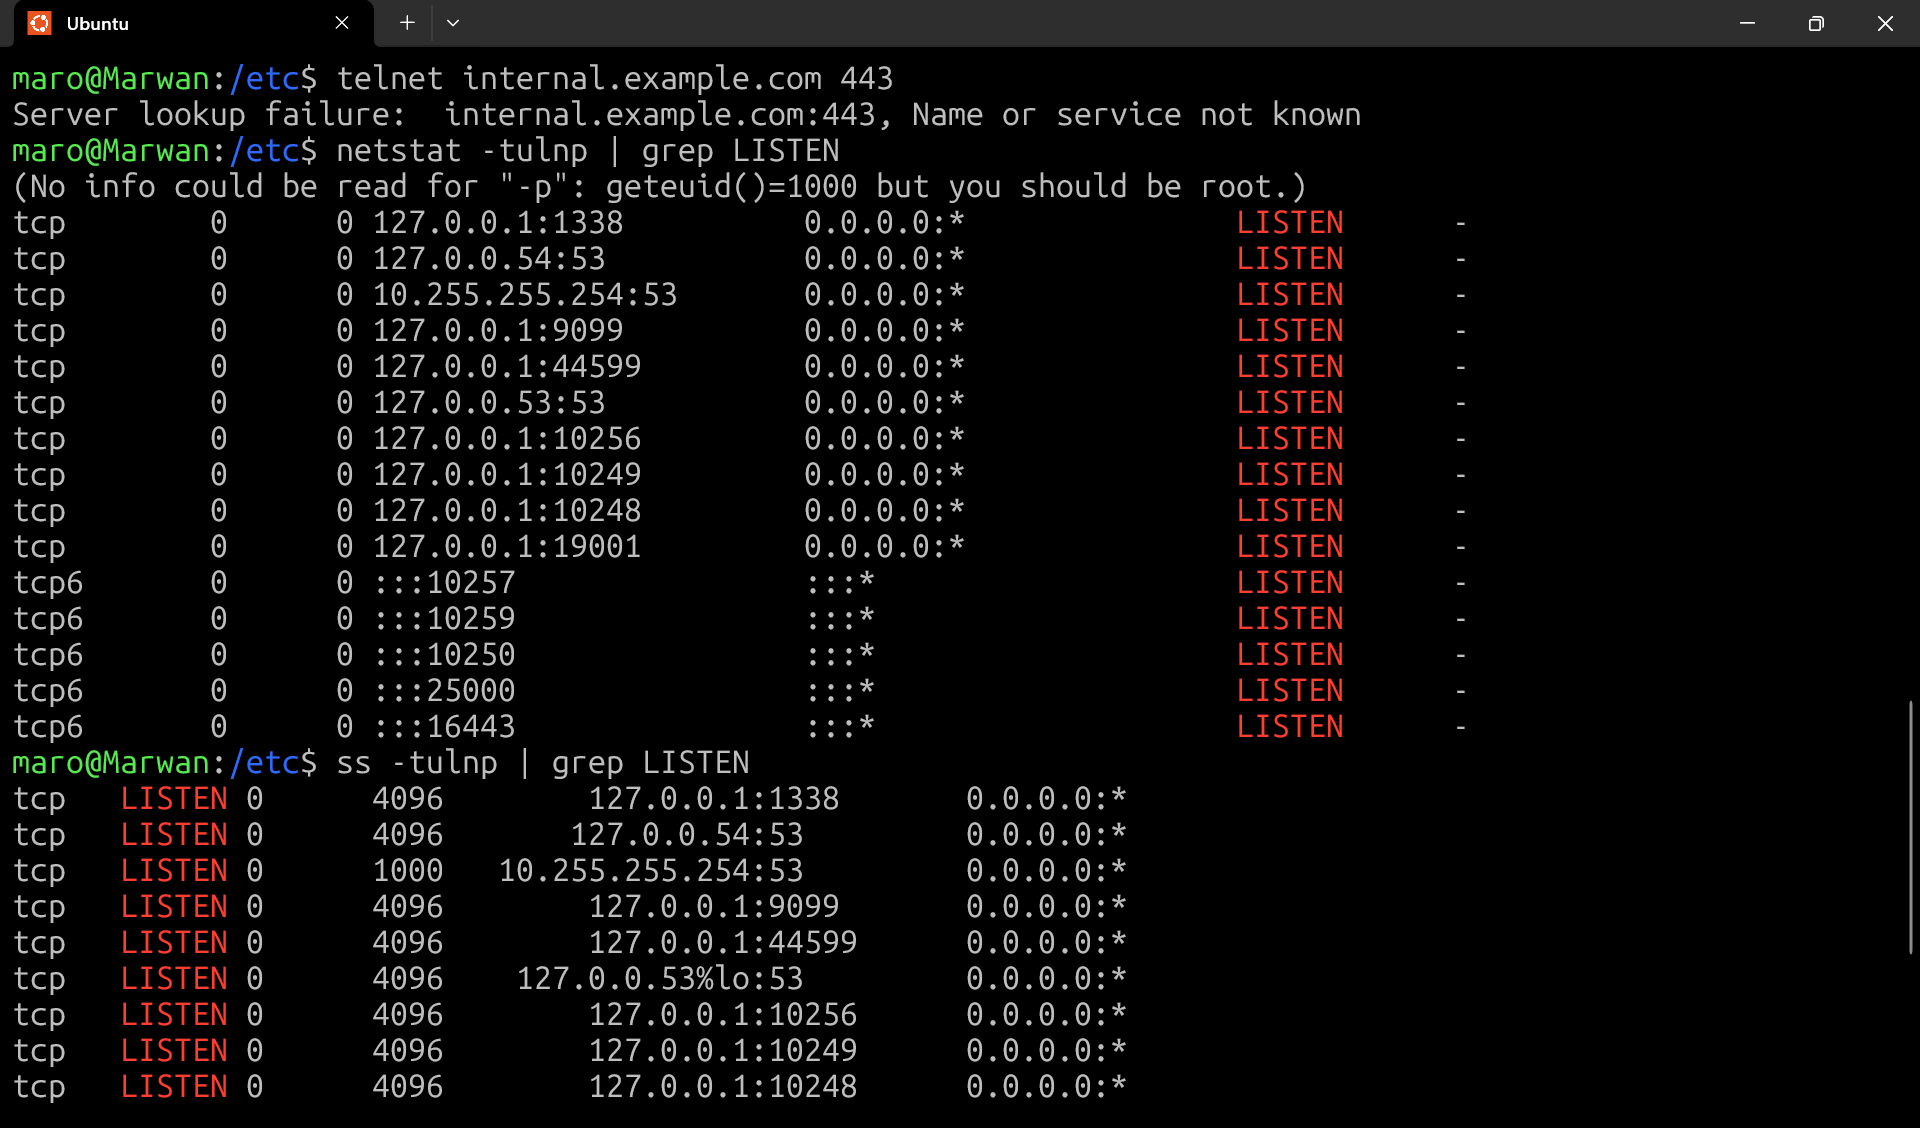 Ubuntu
maro@Marwan:/etc$ telnet internal.example.com 443
Server lookup failure:  internal.example.com:443, Name or service not known
maro@Marwan:/etc$ netstat -tulnp | grep LISTEN
(No info could be read for "-p": geteuid()=1000 but you should be root.)
tcp        0      0 127.0.0.1:1338          0.0.0.0:*               LISTEN      -
tcp        0      0 127.0.0.54:53           0.0.0.0:*               LISTEN      -
tcp        0      0 10.255.255.254:53       0.0.0.0:*               LISTEN      -
tcp        0      0 127.0.0.1:9099          0.0.0.0:*               LISTEN      -
tcp        0      0 127.0.0.1:44599         0.0.0.0:*               LISTEN      -
tcp        0      0 127.0.0.53:53           0.0.0.0:*               LISTEN      -
tcp        0      0 127.0.0.1:10256         0.0.0.0:*               LISTEN      -
tcp        0      0 127.0.0.1:10249         0.0.0.0:*               LISTEN      -
tcp        0      0 127.0.0.1:10248         0.0.0.0:*               LISTEN      -
tcp        0      0 127.0.0.1:19001         0.0.0.0:*               LISTEN      -
tcp6       0      0 :::10257                :::*                    LISTEN      -
tcp6       0      0 :::10259                :::*                    LISTEN      -
tcp6       0      0 :::10250                :::*                    LISTEN      -
tcp6       0      0 :::25000                :::*                    LISTEN      -
tcp6       0      0 :::16443                :::*                    LISTEN      -
maro@Marwan:/etc$ ss -tulnp | grep LISTEN
tcp   LISTEN 0      4096        127.0.0.1:1338       0.0.0.0:*
tcp   LISTEN 0      4096       127.0.0.54:53         0.0.0.0:*
tcp   LISTEN 0      1000   10.255.255.254:53         0.0.0.0:*
tcp   LISTEN 0      4096        127.0.0.1:9099       0.0.0.0:*
tcp   LISTEN 0      4096        127.0.0.1:44599      0.0.0.0:*
tcp   LISTEN 0      4096    127.0.0.53%lo:53         0.0.0.0:*
tcp   LISTEN 0      4096        127.0.0.1:10256      0.0.0.0:*
tcp   LISTEN 0      4096        127.0.0.1:10249      0.0.0.0:*
tcp   LISTEN 0      4096        127.0.0.1:10248      0.0.0.0:*